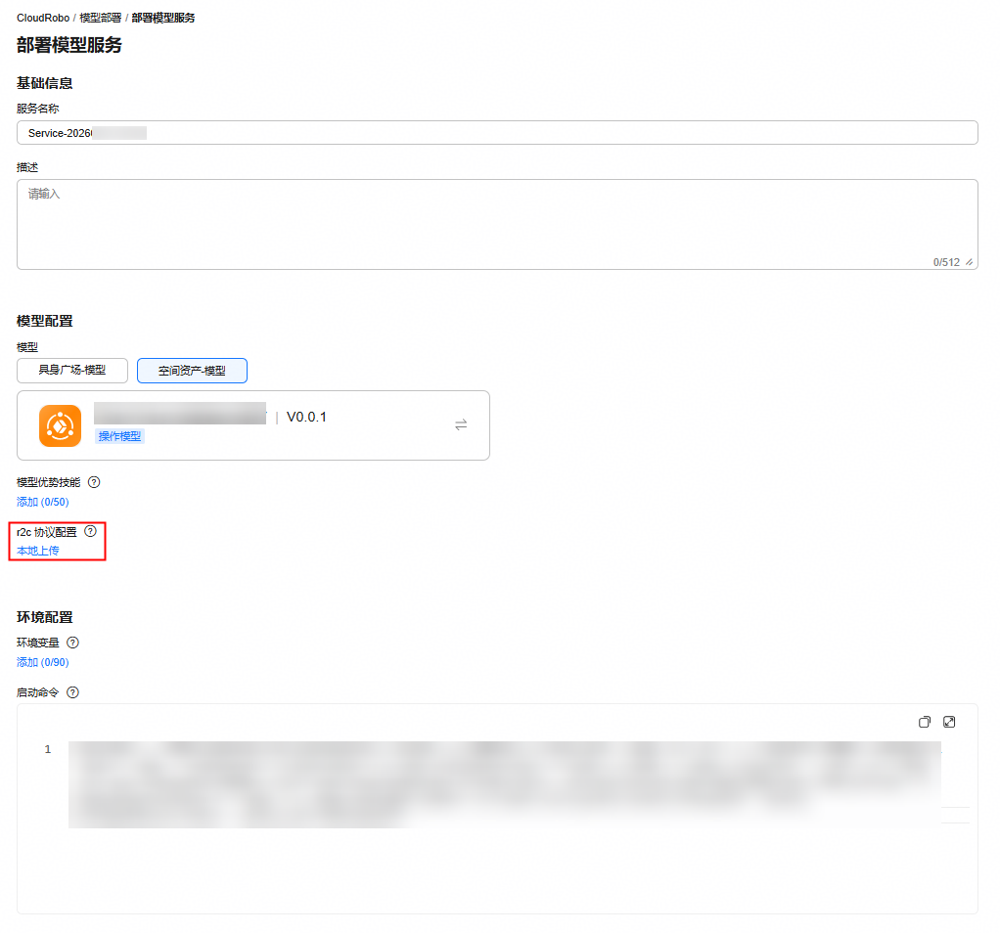 CloudRobo / 模型部署 / 部署模型服务
部署模型服务
基础信息
服务名称
Service-2026
描述
请输入
0/512
模型配置
模型
具身广场-模型
空间资产-模型
| V0.0.1
操作模型
模型优势技能 ?
添加 (0/50)
r2c 协议配置 ?
本地上传
环境配置
环境变量 ?
添加 (0/90)
启动命令 ?
1